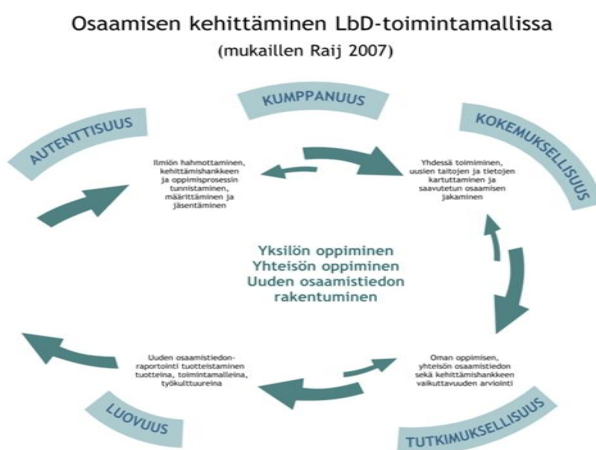 Osaamisen kehittäminen LbD-toimintamallissa
(mukaillen Raij 2007)
KUMPPANUUS
AUTENTTISUUS
KOKEMUKSELLISUUS
Ilmiön hahmottaminen,
kehittämishankkeen
ja oppimisprosessin
tunnistaminen,
määrittäminen ja
jäsentäminen
Yhdessä toimiminen,
uusien taitojen ja tietojen
kartuttaminen ja
saavutetun osaamisen
jakaminen
Yksilön oppiminen
Yhteisön oppiminen
Uuden osaamistiedon
rakentuminen
Uuden osaamistiedon-
raportointi tuotteistaminen
tuotteina, toimintamalleina,
työkulttuureina
Oman oppimisen,
yhteisön osaamistiedon
sekä kehittämishankkeen
vaikuttavuuden arviointi
LUOVUUS
TUTKIMUKSELLISUUS